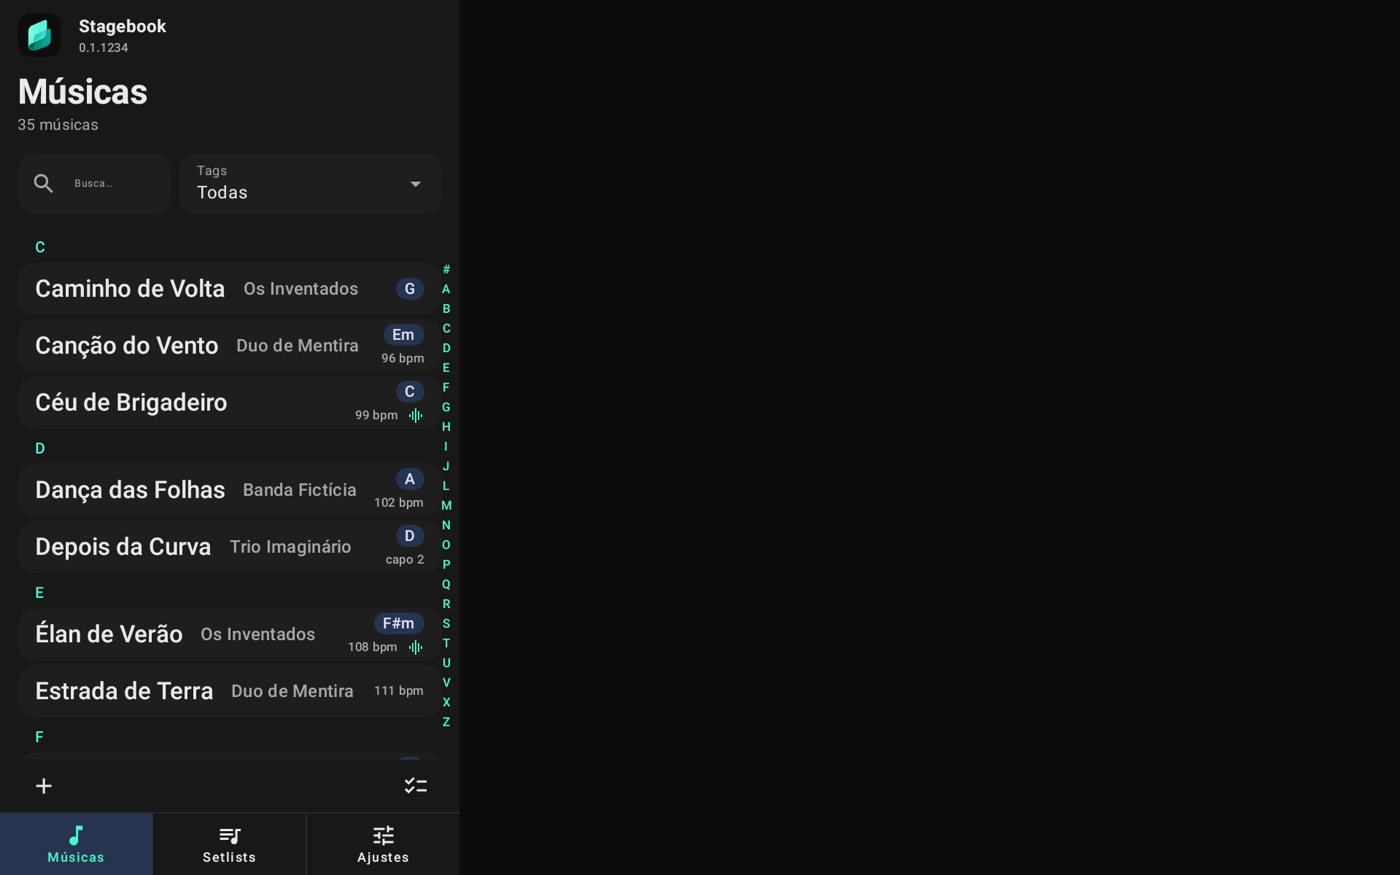 Stagebook
0.1.1234
Músicas
35 músicas
Busca…
Tags
Todas
C
Caminho de Volta Os Inventados G
Canção do Vento Duo de Mentira Em
96 bpm
Céu de Brigadeiro C
99 bpm
D
Dança das Folhas Banda Fictícia A
102 bpm
Depois da Curva Trio Imaginário D
capo 2
E
Élan de Verão Os Inventados F#m
108 bpm
Estrada de Terra Duo de Mentira 111 bpm
F
#
A
B
C
D
E
F
G
H
I
J
L
M
N
O
P
Q
R
S
T
U
V
X
Z
Músicas
Setlists
Ajustes